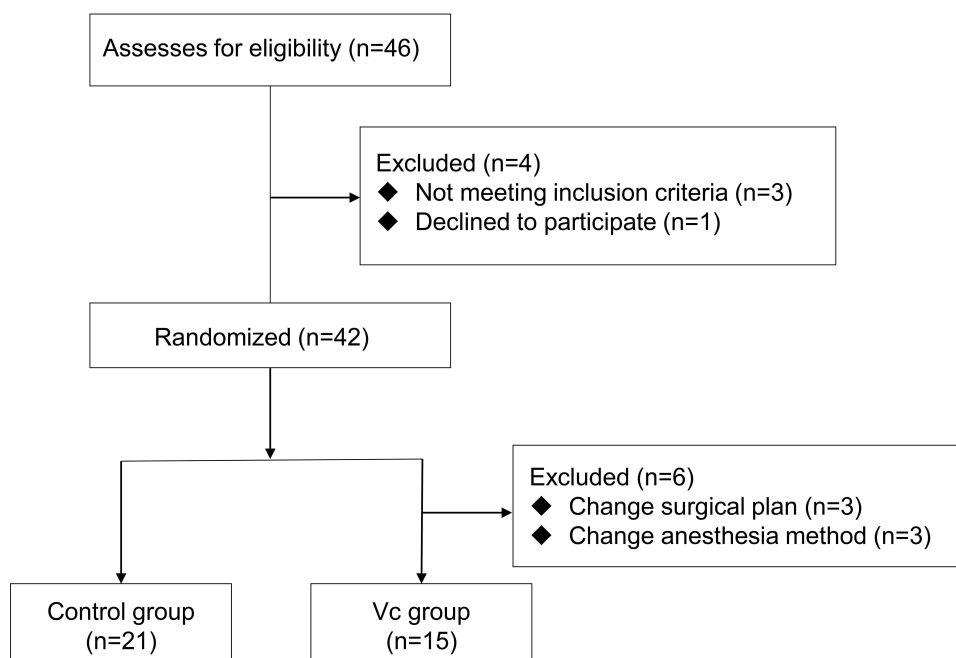 Assesses for eligibility (n=46)
Excluded (n=4)
◆ Not meeting inclusion criteria (n=3)
◆ Declined to participate (n=1)
Randomized (n=42)
Excluded (n=6)
◆ Change surgical plan (n=3)
◆ Change anesthesia method (n=3)
Control group
(n=21)
Vc group
(n=15)